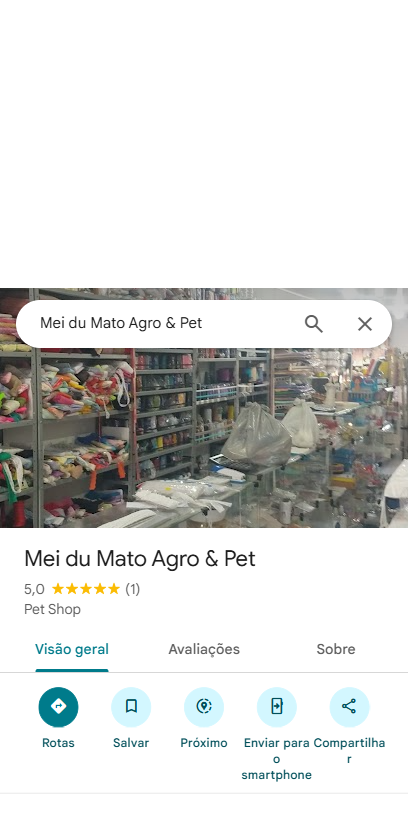 Mei du Mato Agro & Pet
Mei du Mato Agro & Pet
5,0 (1)
Pet Shop
Visão geral
Avaliações
Sobre
Rotas
Salvar
Próximo
Enviar para
o
smartphone
Compartilha
r